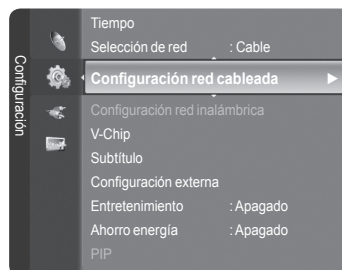 Configuración
Tiempo
Selección de red : Cable
Configuración red cableada
Configuración red inalámbrica
V-Chip
Subtítulo
Configuración externa
Entretenimiento : Apagado
Ahorro energía : Apagado
PIP